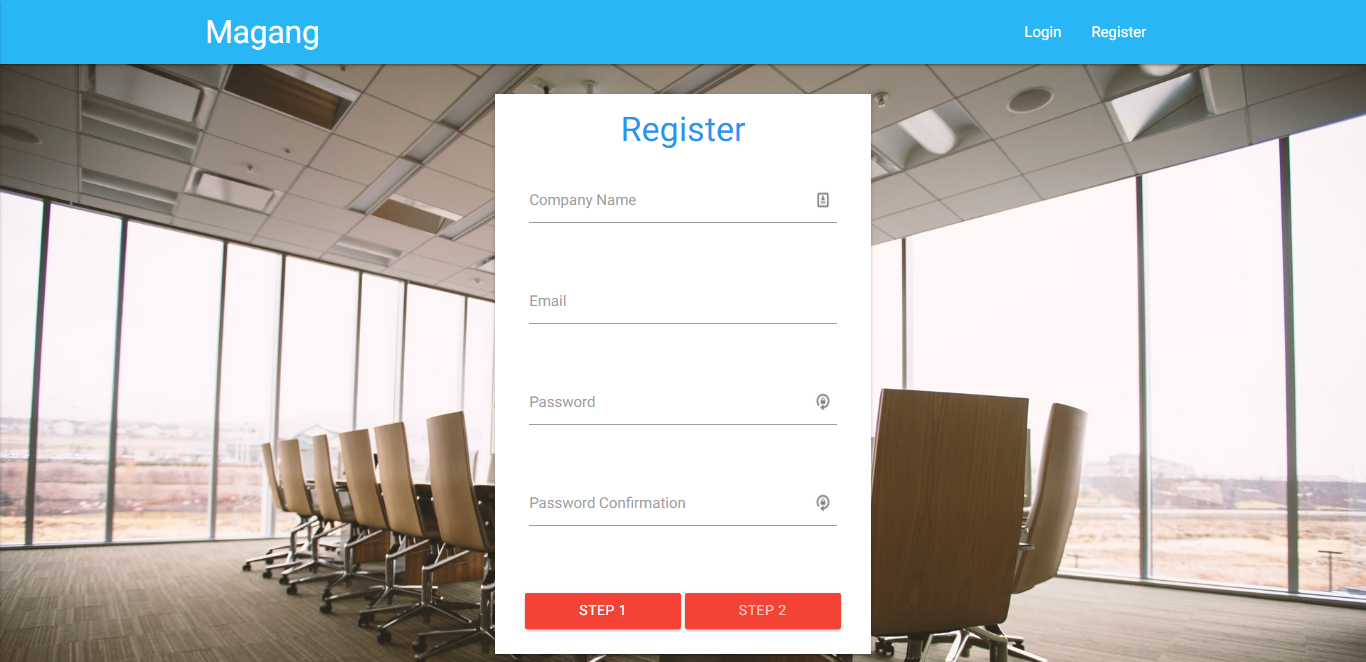 Magang
Login
Register
Register
Company Name
Email
Password
Password Confirmation
STEP 1
STEP 2